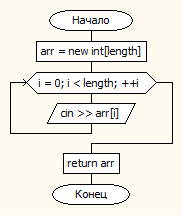 Начало
arr = new int[length]
i = 0; i < length; ++i
cin >> arr[i]
return arr
Конец